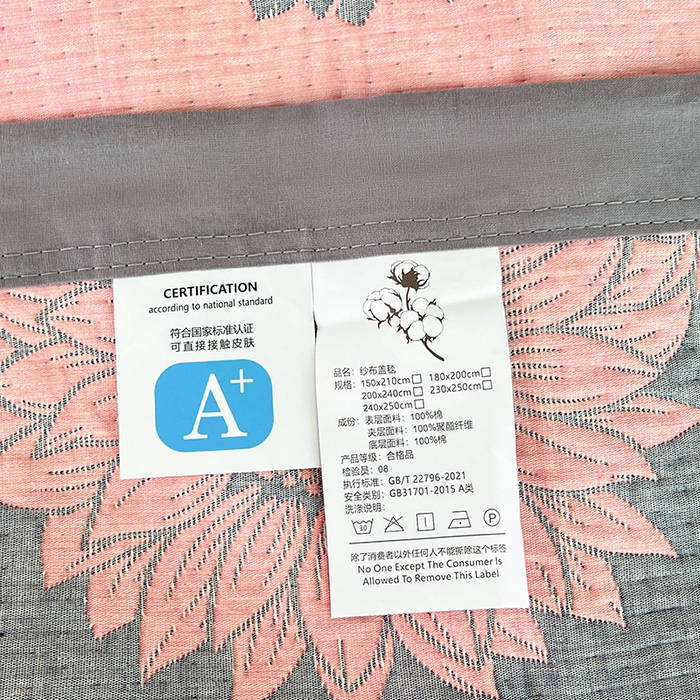 CERTIFICATION
according to national standard
符合国家标准认证
可直接接触皮肤
A+
品名：纱布盖毯
规格：150x210cm 180x200cm
200x240cm 230x250cm
240x250cm
成份：表层面料：100%棉
夹层面料：100%聚酯纤维
底层面料：100%棉
产品等级：合格品
检验员：08
执行标准：GB/T 22796-2021
安全类别：GB31701-2015 A类
洗涤说明：
30 P
除了消费者以外任何人不能撕除这个标签
No One Except The Consumer Is
Allowed To Remove This Label